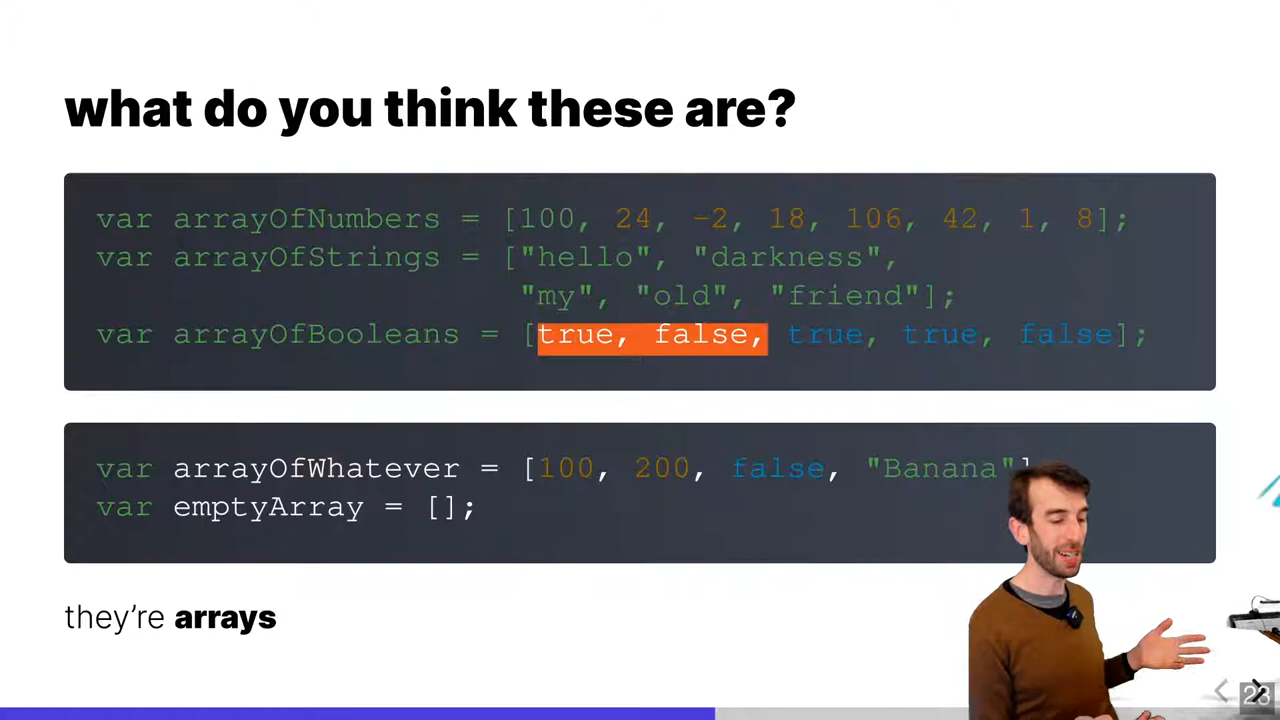 what do you think these are?
var arrayOfNumbers = [100, 24, -2, 18, 106, 42, 1, 8];
var arrayOfStrings = ["hello", "darkness",
"my", "old", "friend"];
var arrayOfBooleans = [true, false, true, true, false];
var arrayOfWhatever = [100, 200, false, "Banana"]
var emptyArray = [];
they're arrays